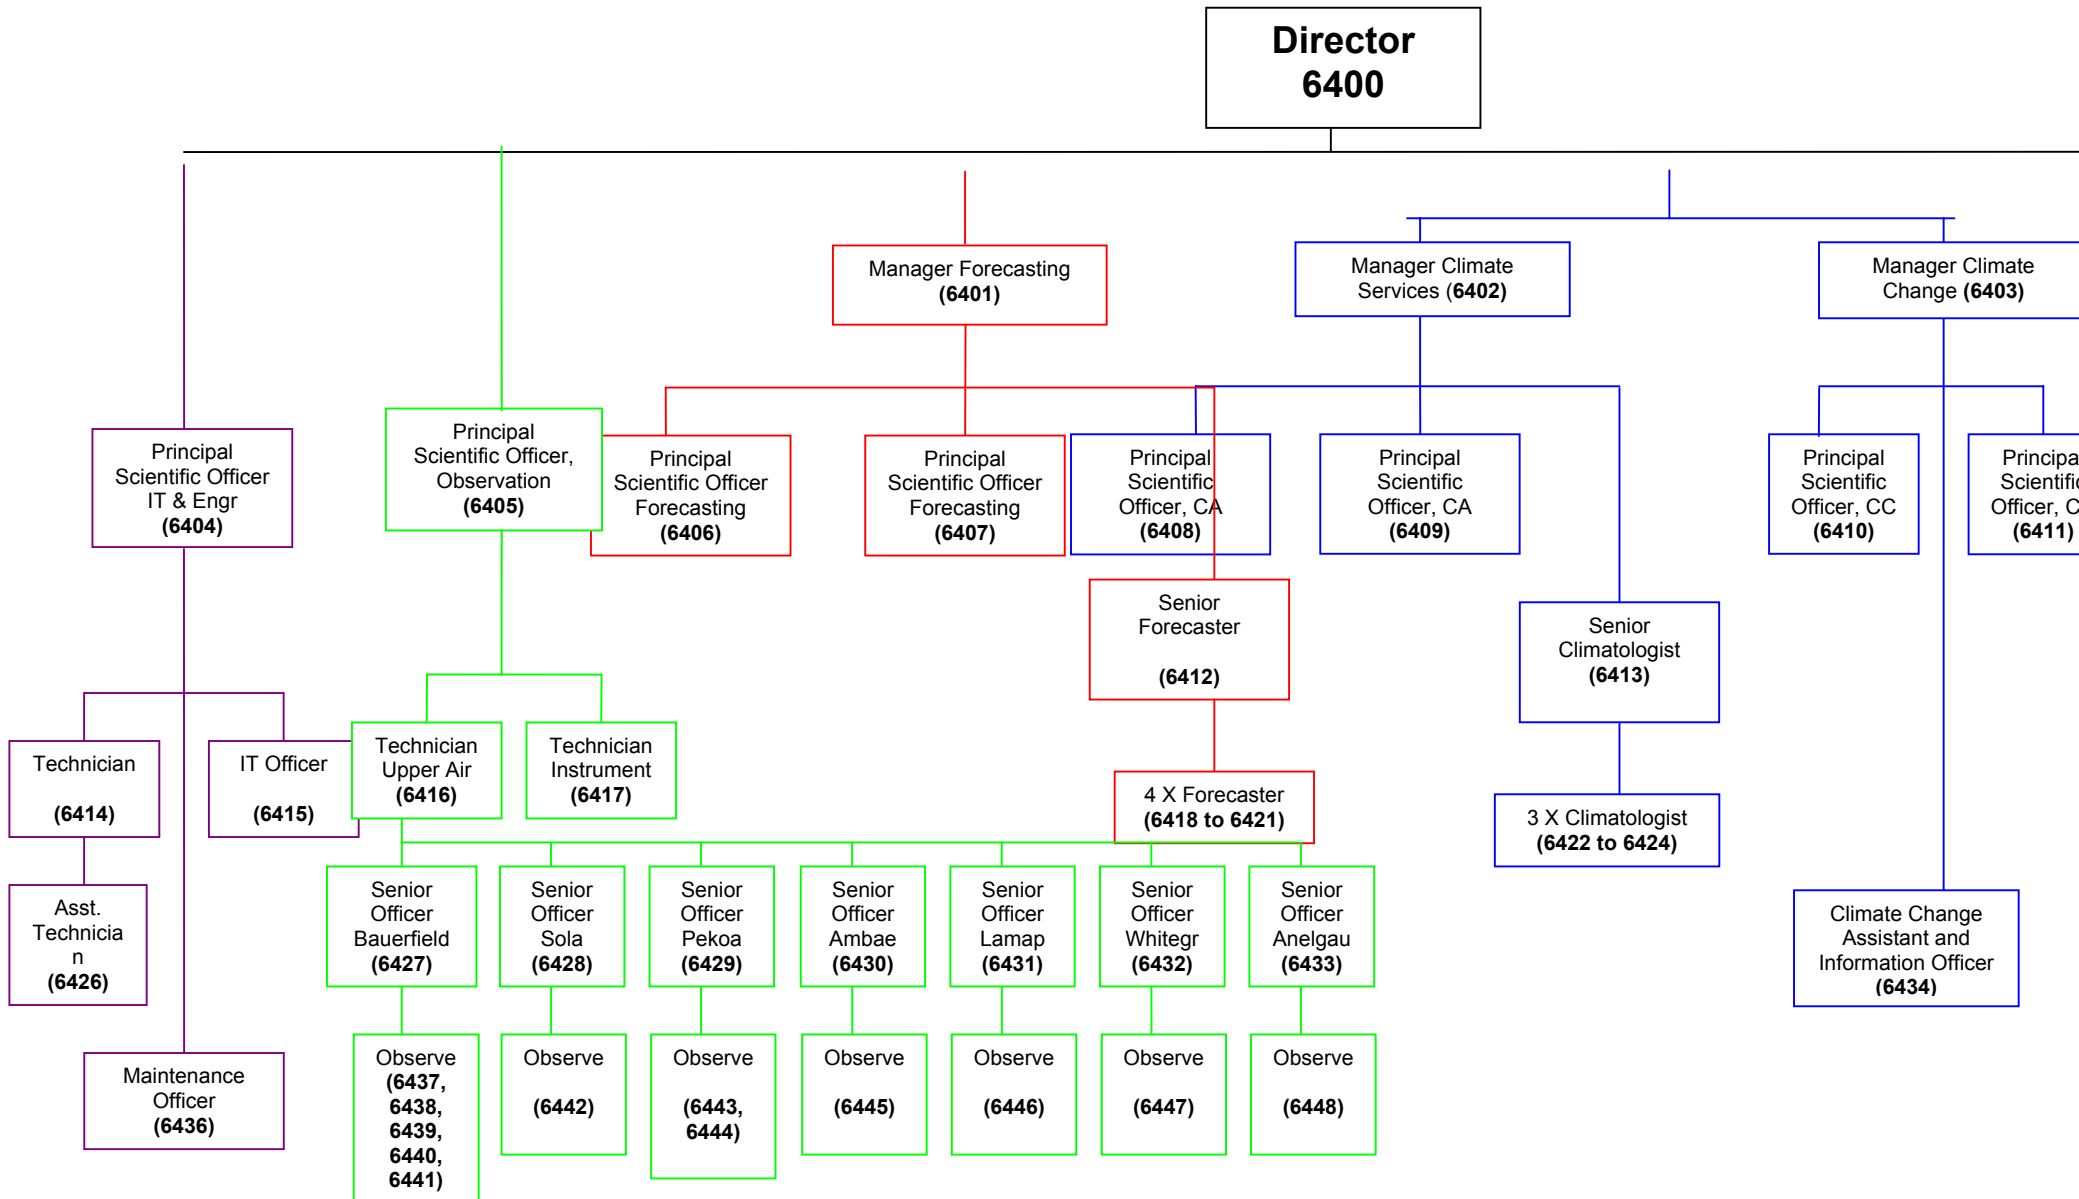 Director
6400
Manager Forecasting
(6401)
Manager Climate
Services (6402)
Manager Climate
Change (6403)
Principal
Scientific Officer
IT & Engr
(6404)
Principal
Scientific Officer,
Observation
(6405)
Principal
Scientific Officer
Forecasting
(6406)
Principal
Scientific Officer
Forecasting
(6407)
Principal
Scientific
Officer, CA
(6408)
Principal
Scientific
Officer, CA
(6409)
Principal
Scientific
Officer, CC
(6410)
Principa
Scientific
Officer, C
(6411)
Senior
Forecaster
(6412)
Senior
Climatologist
(6413)
Technician
(6414)
IT Officer
(6415)
Technician
Upper Air
(6416)
Technician
Instrument
(6417)
4 X Forecaster
(6418 to 6421)
3 X Climatologist
(6422 to 6424)
Asst.
Technicia
n
(6426)
Senior
Officer
Bauerfield
(6427)
Senior
Officer
Sola
(6428)
Senior
Officer
Pekoa
(6429)
Senior
Officer
Ambae
(6430)
Senior
Officer
Lamap
(6431)
Senior
Officer
Whitegr
(6432)
Senior
Officer
Anelgau
(6433)
Climate Change
Assistant and
Information Officer
(6434)
Maintenance
Officer
(6436)
Observe
(6437,
6438,
6439,
6440,
6441)
Observe
(6442)
Observe
(6443,
6444)
Observe
(6445)
Observe
(6446)
Observe
(6447)
Observe
(6448)